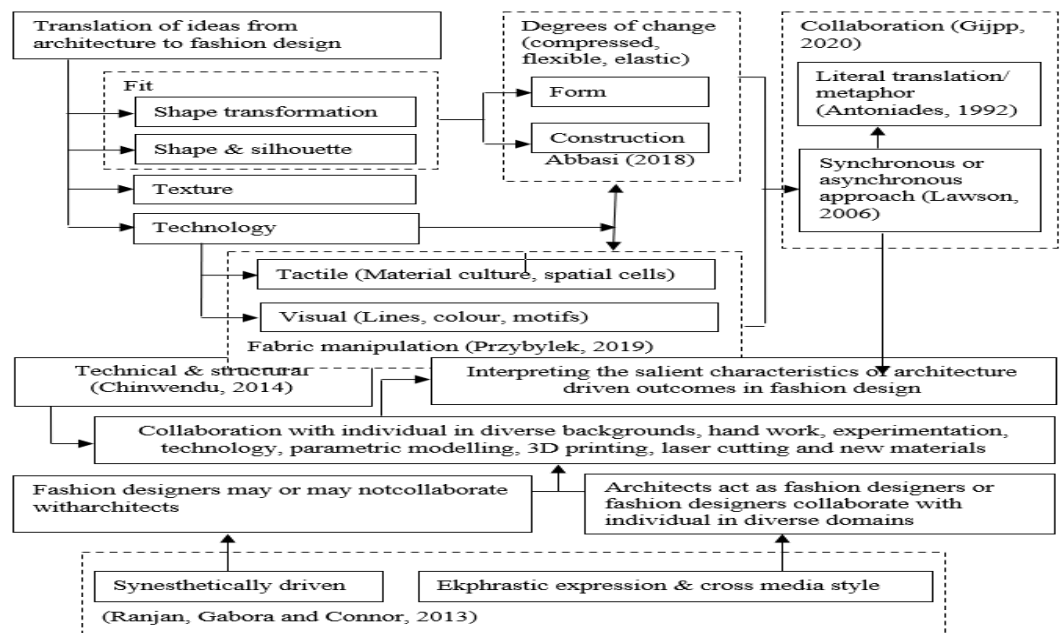 Translation of ideas from
architecture to fashion design
Fit
Shape transformation
Shape & silhouette
Texture
Technology
Degrees of change
(compressed,
flexible, elastic)
Form
Construction
Abbasi (2018)
Collaboration (Gijpp,
2020)
Literal translation/
metaphor
(Antoniades, 1992)
Synchronous or
asynchronous
approach (Lawson,
2006)
Tactile (Material culture, spatial cells)
Visual (Lines, colour, motifs)
Fabric manipulation (Przybylek, 2019)
Technical & structural
(Chinwendu, 2014)
Interpreting the salient characteristics of architecture
driven outcomes in fashion design
Collaboration with individual in diverse backgrounds, hand work, experimentation,
technology, parametric modelling, 3D printing, laser cutting and new materials
Fashion designers may or may notcollaborate
witharchitects
Architects act as fashion designers or
fashion designers collaborate with
individual in diverse domains
Synesthetically driven
Ekphrastic expression & cross media style
(Ranjan, Gabora and Connor, 2013)